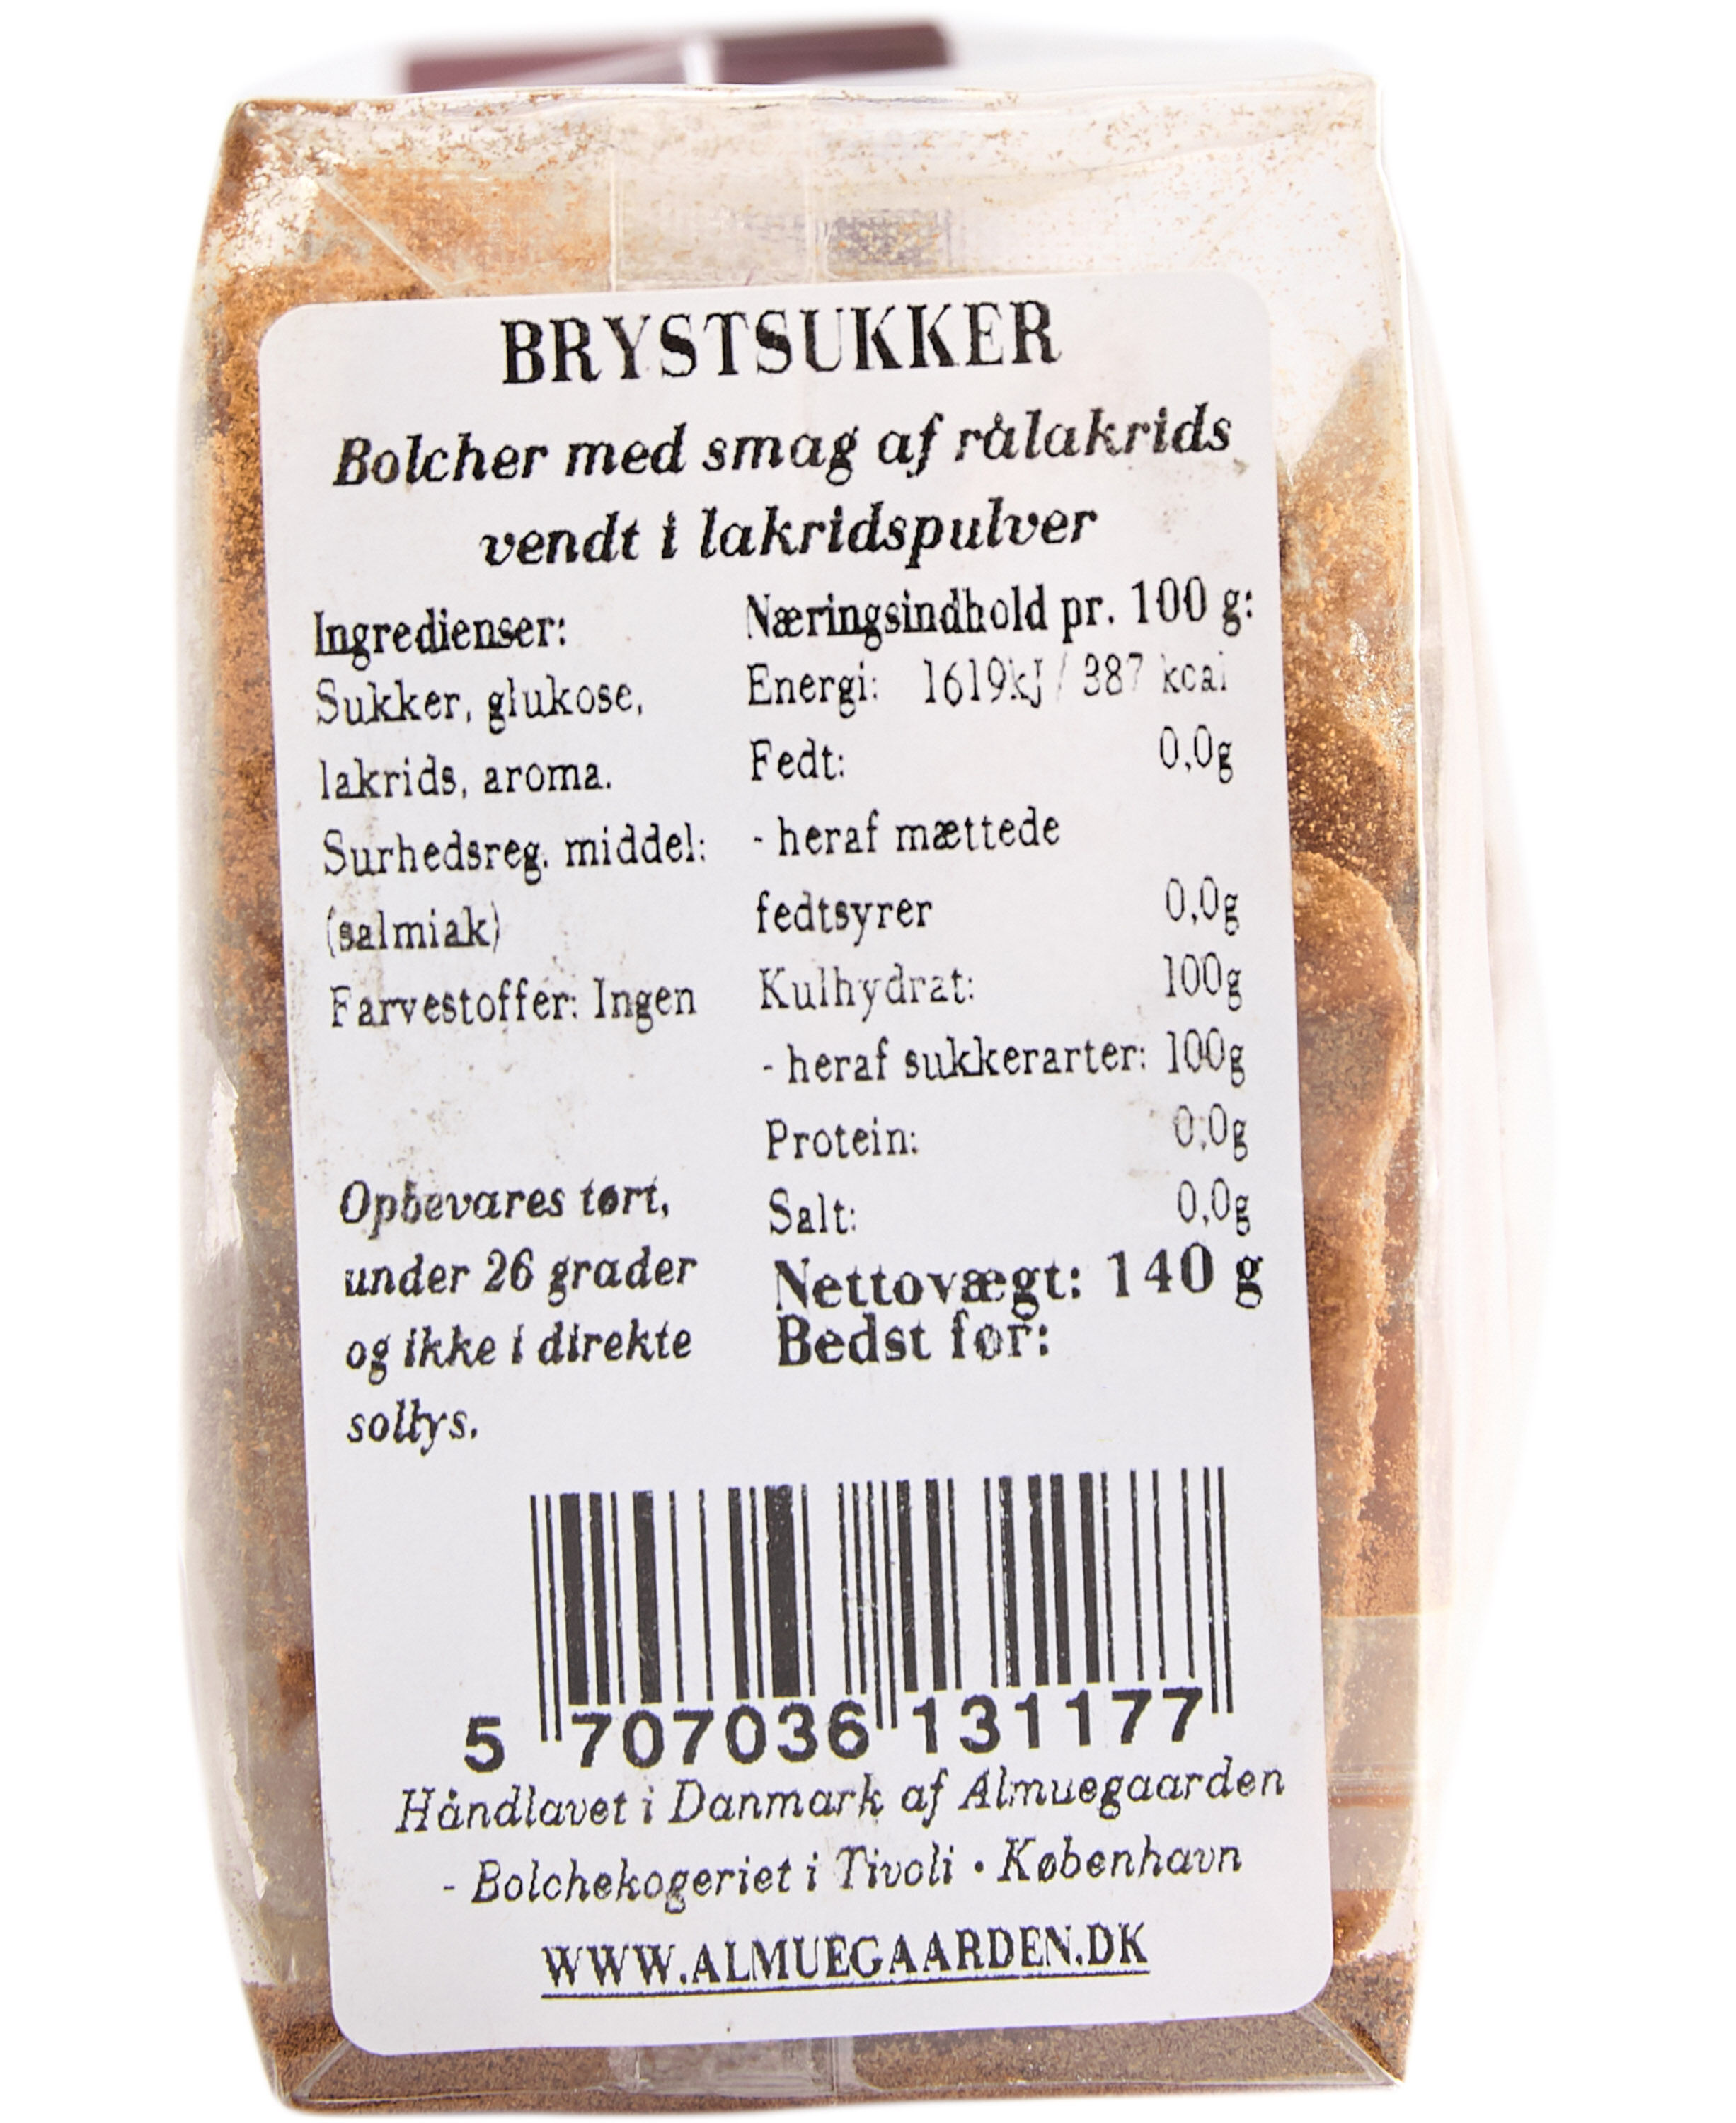 BRYSTSUKKER
Bolcher med smag af rålakrids
vendt i lakridspulver
Ingredienser:
Sukker, glukose,
lakrids, aroma.
Surhedsreg. middel:
(salmiak)
Farvestoffer: Ingen
Opbevares tørt,
under 26 grader
og ikke i direkte
sollys.
Næringsindhold pr. 100 g:
Energi: 1619kJ / 387 kcal
Fedt: 0,0g
- heraf mættede
fedtsyrer 0,0g
Kulhydrat: 100g
- heraf sukkerarter: 100g
Protein: 0,0g
Salt: 0,0g
Nettovægt: 140 g
Bedst før:
5 707036 131177
Håndlavet i Danmark af Almuegaarden
- Bolchekogeriet i Tivoli • København
WWW.ALMUEGAARDEN.DK